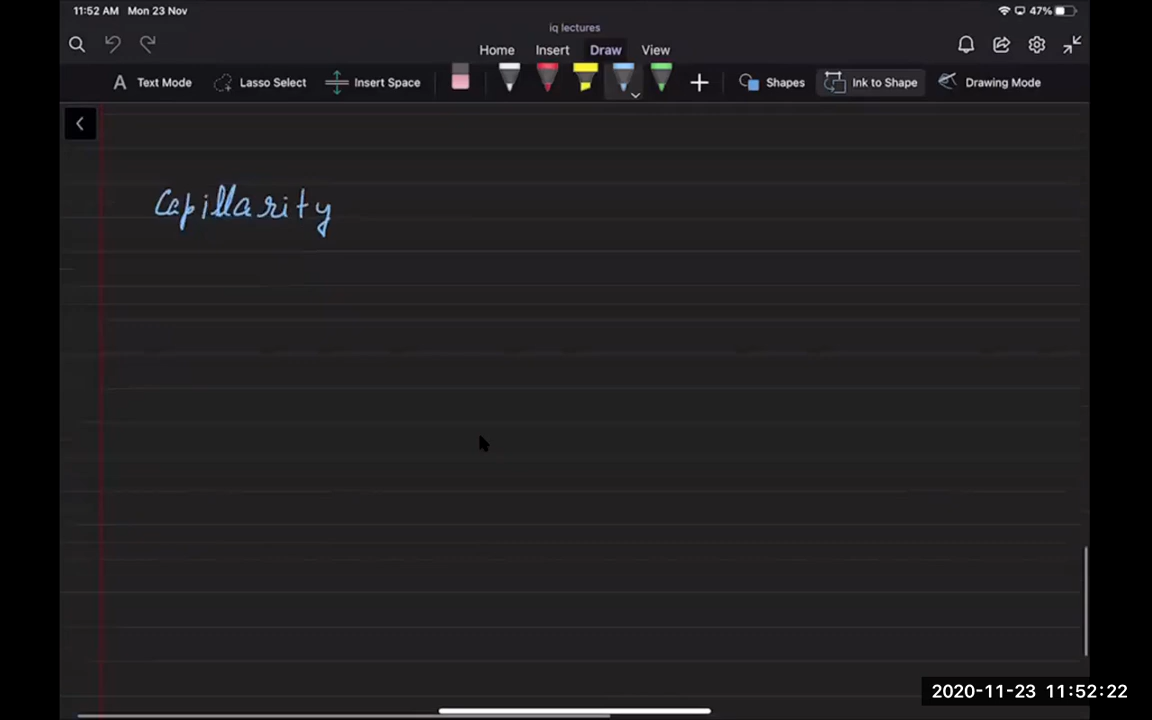 11:52 AM Mon 23 Nov
47%
iq lectures
Home Insert Draw View
A Text Mode Lasso Select Insert Space Shapes Ink to Shape Drawing Mode
Capillarity
2020-11-23 11:52:22